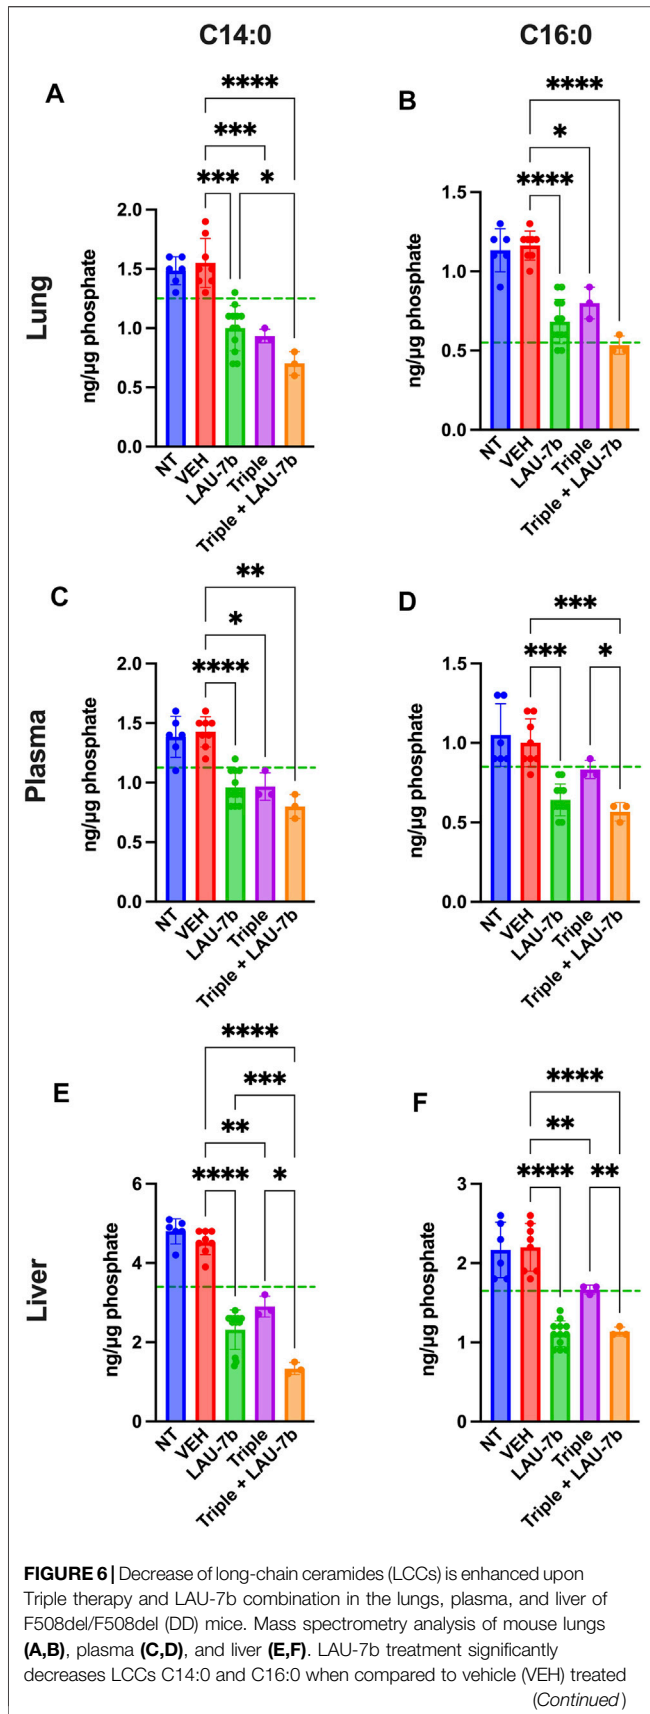 C14:0 C16:0
A
B
****
****
***
*
***
*
****
Lung
ng/µg phosphate
2.0
1.5
1.0
0.5
0.0
NT
VEH
LAU-7b
Triple
Triple + LAU-7b
ng/µg phosphate
1.5
1.0
0.5
0.0
NT
VEH
LAU-7b
Triple
Triple + LAU-7b
C
D
**
*
****
***
***
*
Plasma
ng/µg phosphate
2.0
1.5
1.0
0.5
0.0
NT
VEH
LAU-7b
Triple
Triple + LAU-7b
ng/µg phosphate
1.5
1.0
0.5
0.0
NT
VEH
LAU-7b
Triple
Triple + LAU-7b
E
F
****
***
**
****
*
****
**
****
**
Liver
ng/µg phosphate
6
4
2
0
NT
VEH
LAU-7b
Triple
Triple + LAU-7b
ng/µg phosphate
3
2
1
0
NT
VEH
LAU-7b
Triple
Triple + LAU-7b
FIGURE 6 | Decrease of long-chain ceramides (LCCs) is enhanced upon
Triple therapy and LAU-7b combination in the lungs, plasma, and liver of
F508del/F508del (DD) mice. Mass spectrometry analysis of mouse lungs
(A,B), plasma (C,D), and liver (E,F). LAU-7b treatment significantly
decreases LCCs C14:0 and C16:0 when compared to vehicle (VEH) treated
(Continued)